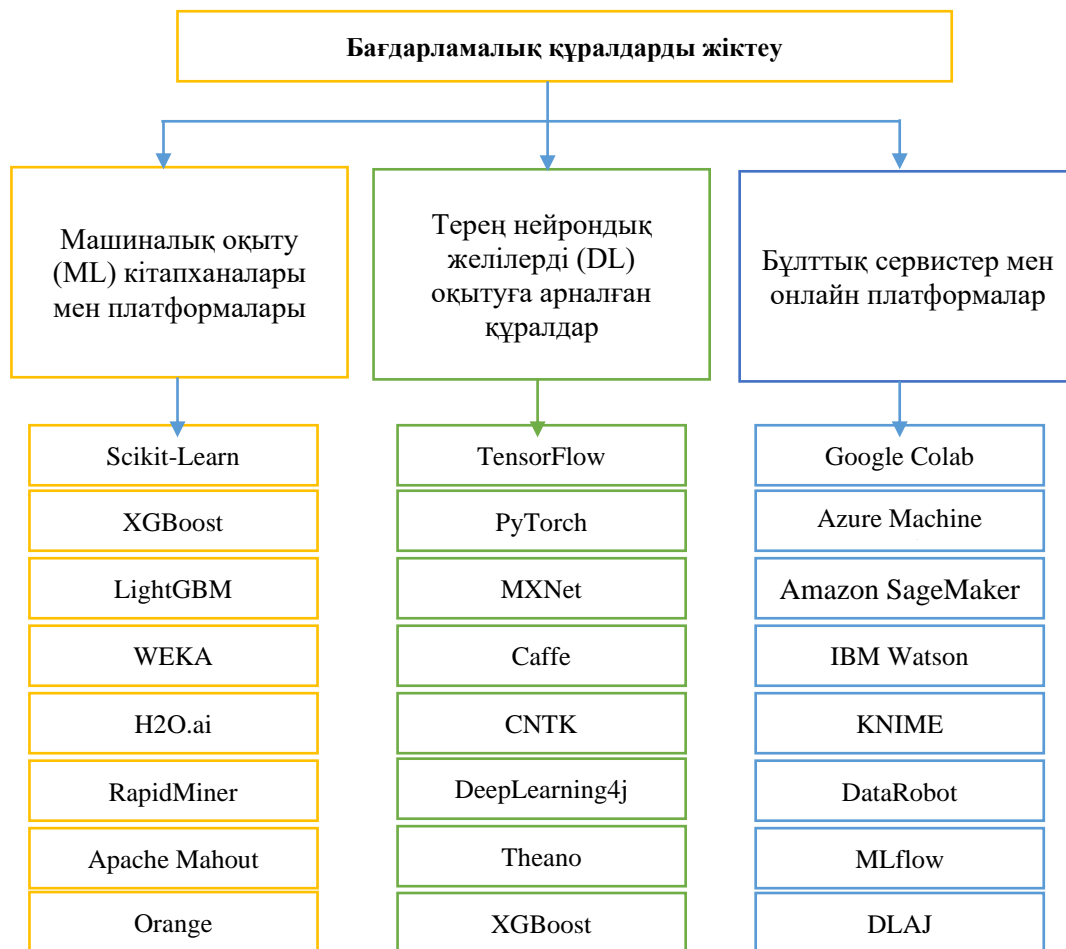 Бағдарламалық құралдарды жіктеу
Машиналық оқыту
(ML) кітапханалары
мен платформалары
Терең нейрондық
желілерді (DL)
оқытуға арналған
құралдар
Бұлттық сервистер мен
онлайн платформалар
Scikit-Learn
XGBoost
LightGBM
WEKA
H2O.ai
RapidMiner
Apache Mahout
Orange
TensorFlow
PyTorch
MXNet
Caffe
CNTK
DeepLearning4j
Theano
XGBoost
Google Colab
Azure Machine
Amazon SageMaker
IBM Watson
KNIME
DataRobot
MLflow
DLAJ